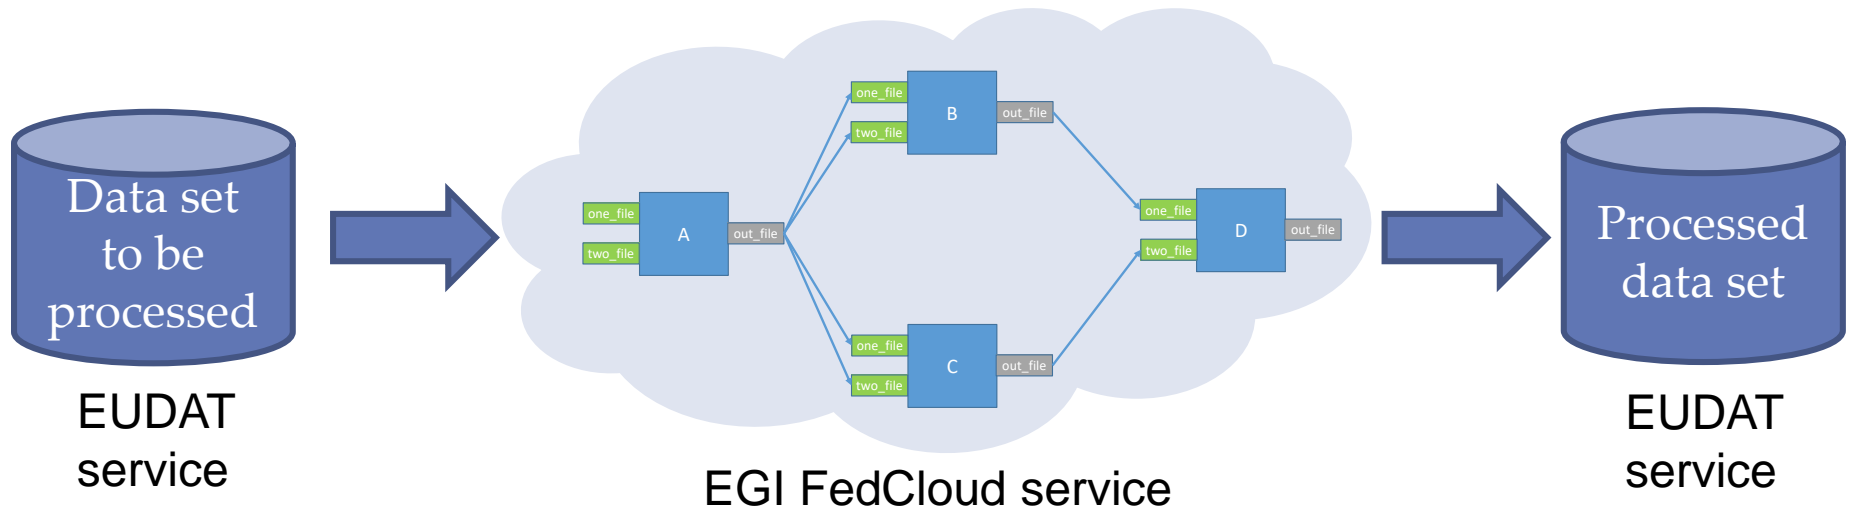 Data set
to be
processed
EUDAT
service
one_file
two_file
A
out_file
one_file
two_file
B
out_file
one_file
two_file
C
out_file
one_file
two_file
D
out_file
EGI FedCloud service
Processed
data set
EUDAT
service